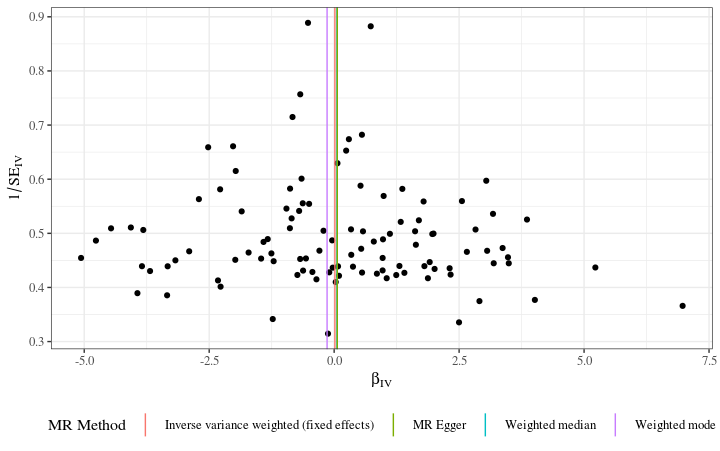 0.9
0.8
0.7
0.6
0.5
0.4
0.3
1/SE_IV
-5.0 -2.5 0.0 2.5 5.0 7.5
β_IV
MR Method Inverse variance weighted (fixed effects) MR Egger Weighted median Weighted mode